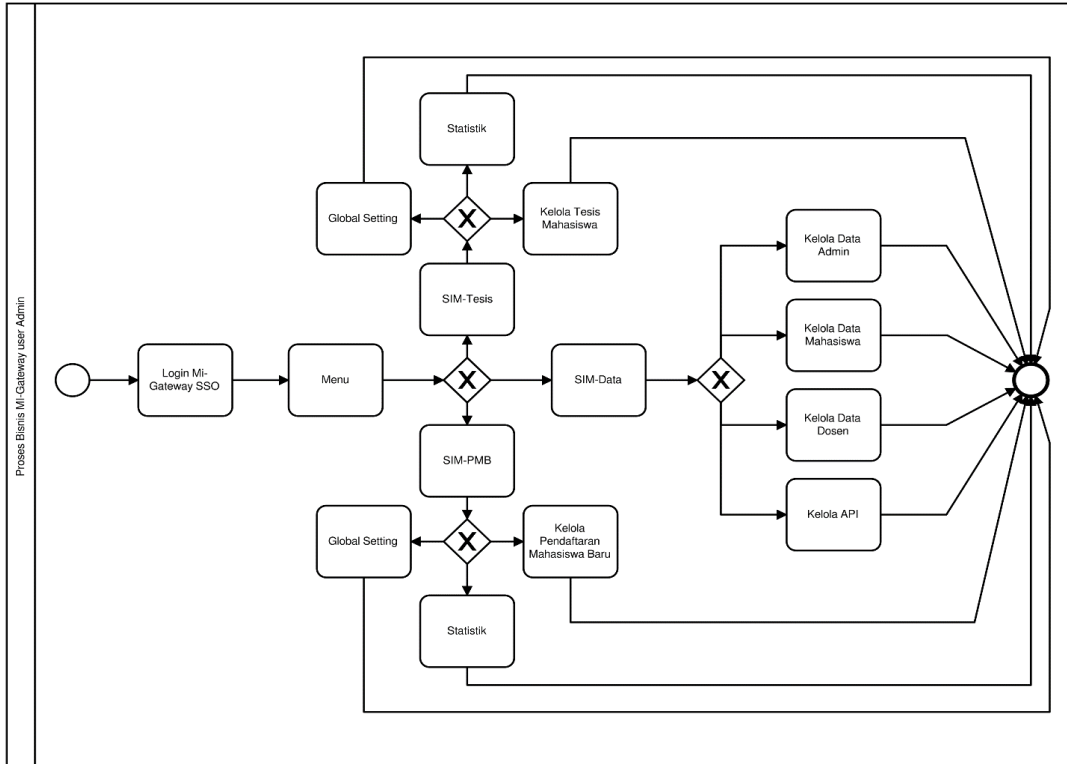 Proses Bisnis MI-Gateway user Admin
Statistik
Global Setting
Kelola Tesis
Mahasiswa
SIM-Tesis
Login Mi-
Gateway SSO
Menu
SIM-Data
SIM-PMB
Global Setting
Kelola
Pendaftaran
Mahasiswa Baru
Statistik
Kelola Data
Admin
Kelola Data
Mahasiswa
Kelola Data
Dosen
Kelola API